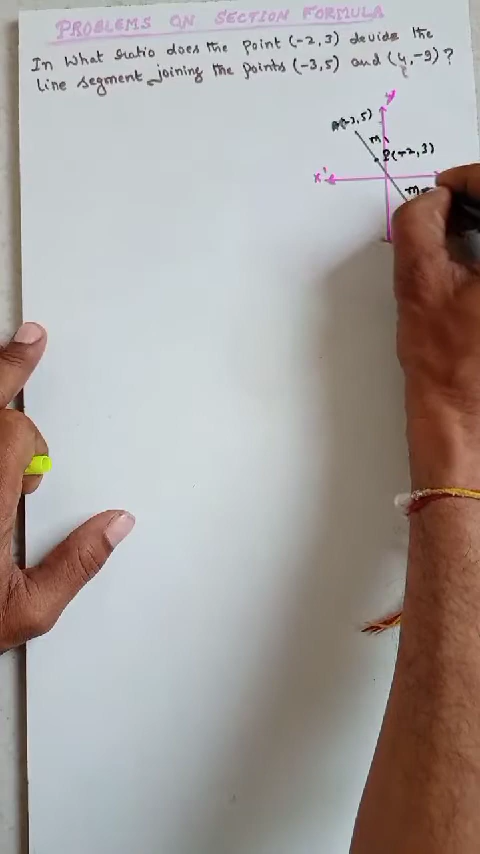 PROBLEMS ON SECTION FORMULA
In What ratio does the point (-2, 3) devide the
line segment joining the points (-3, 5) and (4, -9) ?
y
A(-3, 5)
m
P(-2, 3)
x'
m